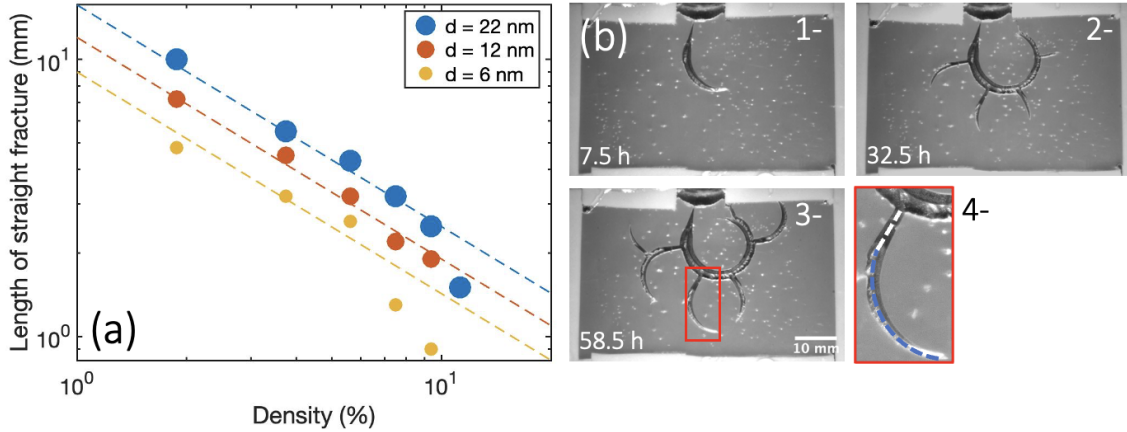 Length of straight fracture (mm)
10¹
10⁰
d = 22 nm
d = 12 nm
d = 6 nm
(a)
10⁰
10¹
Density (%)
(b)
1-
7.5 h
2-
32.5 h
3-
58.5 h
10 mm
4-